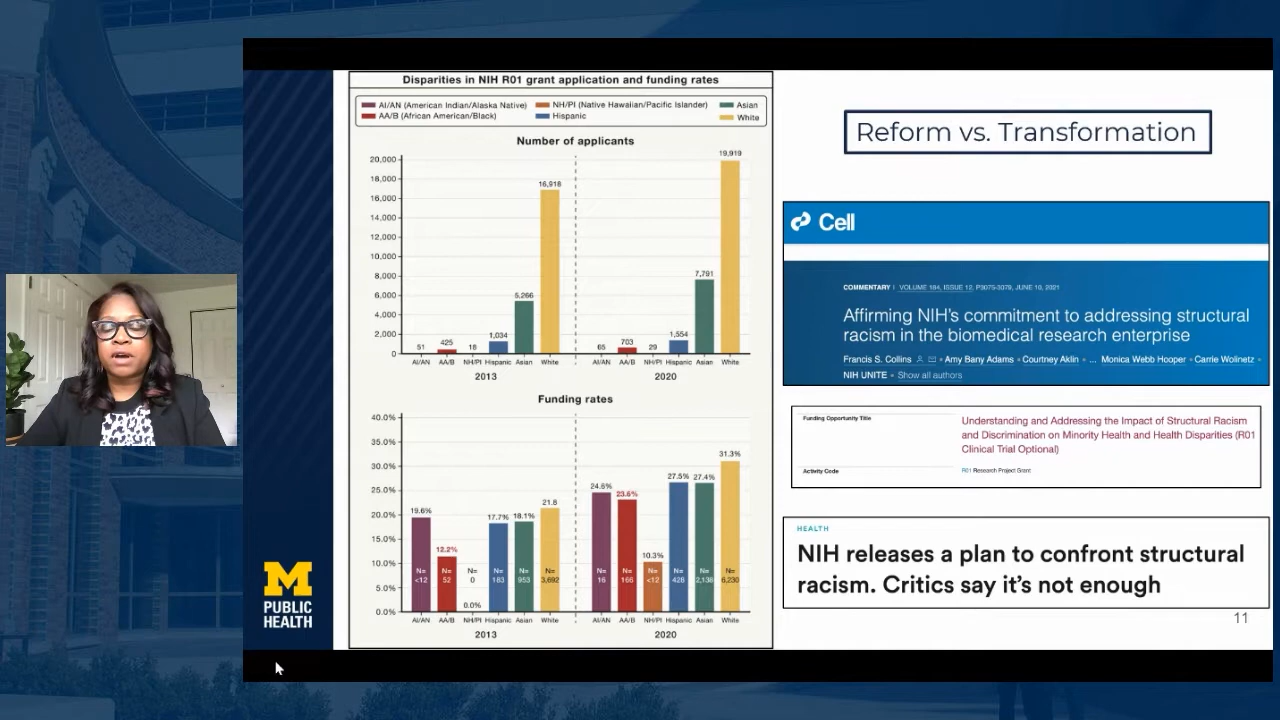 Disparities in NIH R01 grant application and funding rates
AI/AN (American Indian/Alaska Native)
NH/PI (Native Hawaiian/Pacific Islander)
Asian
AA/B (African American/Black)
Hispanic
White
Number of applicants
20,000
18,000
16,000
14,000
12,000
10,000
8,000
6,000
4,000
2,000
0
51
425
18
1,034
5,266
16,918
65
703
29
1,554
7,791
19,919
AI/AN AA/B NH/PI Hispanic Asian White
AI/AN AA/B NH/PI Hispanic Asian White
2013
2020
Funding rates
40.0%
35.0%
30.0%
25.0%
20.0%
15.0%
10.0%
5.0%
0.0%
19.6%
12.2%
0.0%
17.7%
18.1%
21.8
24.6%
23.6%
10.3%
27.5%
27.4%
31.3%
N= N= N= N= N= N=
<12 52 0 183 953 3,692
N= N= N= N= N= N=
16 166 <12 428 2,136 6,230
AI/AN AA/B NH/PI Hispanic Asian White
AI/AN AA/B NH/PI Hispanic Asian White
2013
2020
Reform vs. Transformation
Cell
COMMENTARY | VOLUME 184, ISSUE 12, P3075-3079, JUNE 10, 2021
Affirming NIH's commitment to addressing structural
racism in the biomedical research enterprise
Francis S. Collins • Amy Bany Adams • Courtney Aklin • ... Monica Webb Hooper • Carrie Wolinetz •
NIH UNITE • Show all authors
Funding Opportunity Title
Understanding and Addressing the Impact of Structural Racism
and Discrimination on Minority Health and Health Disparities (R01
Clinical Trial Optional)
Activity Code
R01 Research Project Grant
HEALTH
NIH releases a plan to confront structural
racism. Critics say it's not enough
11
M
PUBLIC
HEALTH